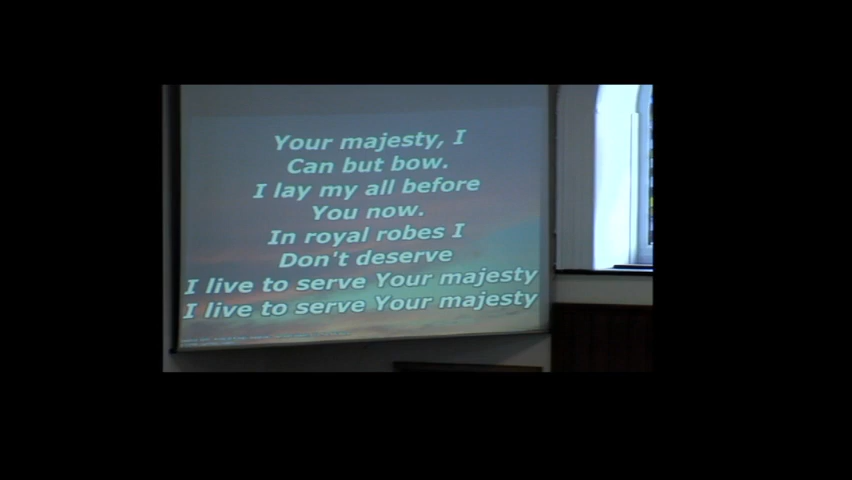 Your majesty, I
Can but bow.
I lay my all before
You now.
In royal robes I
Don't deserve
I live to serve Your majesty
I live to serve Your majesty